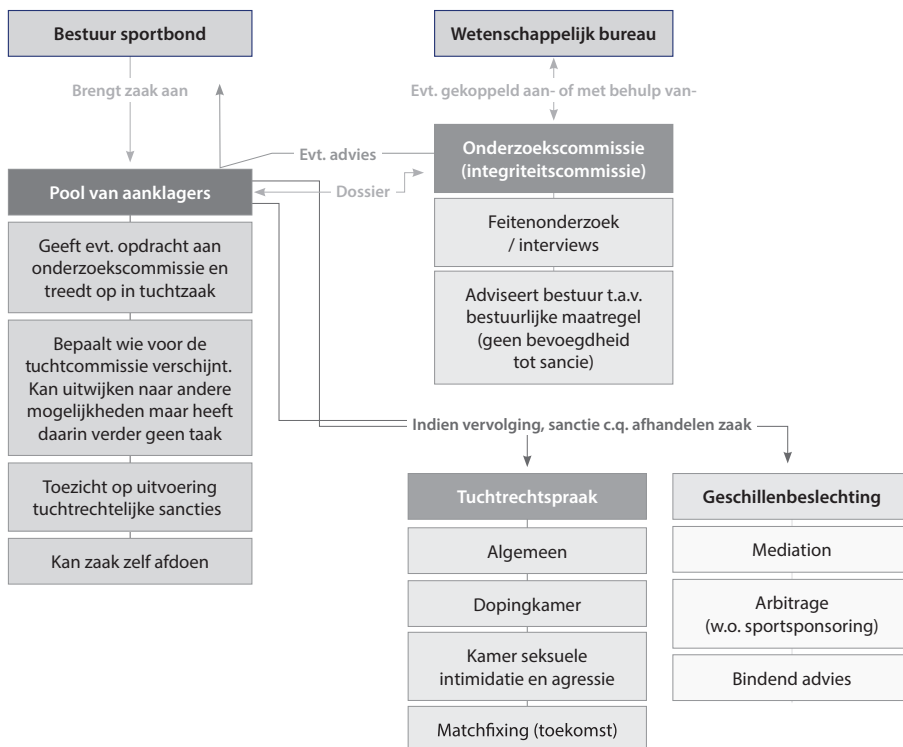 Bestuur sportbond
Wetenschappelijk bureau
Brengt zaak aan
Evt. gekoppeld aan- of met behulp van-
Evt. advies
Onderzoekscommissie
(integriteitscommissie)
Pool van aanklagers
Dossier
Geeft evt. opdracht aan
onderzoekscommissie en
treedt op in tuchtzaak
Bepaalt wie voor de
tuchtcommissie verschijnt.
Kan uitwijken naar andere
mogelijkheden maar heeft
daarin verder geen taak
Toezicht op uitvoering
tuchtrechtelijke sancties
Kan zaak zelf afdoen
Feitenonderzoek
/ interviews
Adviseert bestuur t.a.v.
bestuurlijke maatregel
(geen bevoegdheid
tot sancie)
Indien vervolging, sanctie c.q. afhandelen zaak
Tuchtrechtspraak
Algemeen
Dopingkamer
Kamer seksuele
intimidatie en agressie
Matchfixing (toekomst)
Geschillenbeslechting
Mediation
Arbitrage
(w.o. sportsponsoring)
Bindend advies